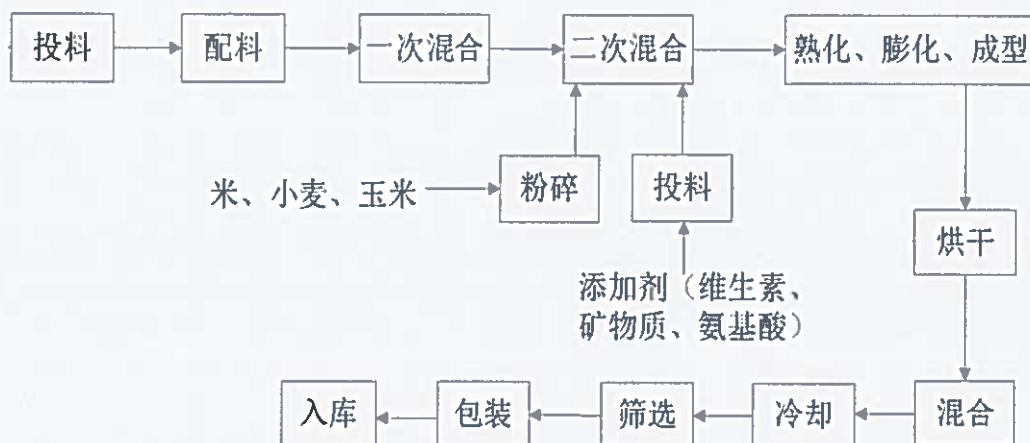 投料
配料
一次混合
二次混合
熟化、膨化、成型
米、小麦、玉米
粉碎
投料
烘干
添加剂（维生素、
矿物质、氨基酸）
入库
包装
筛选
冷却
混合